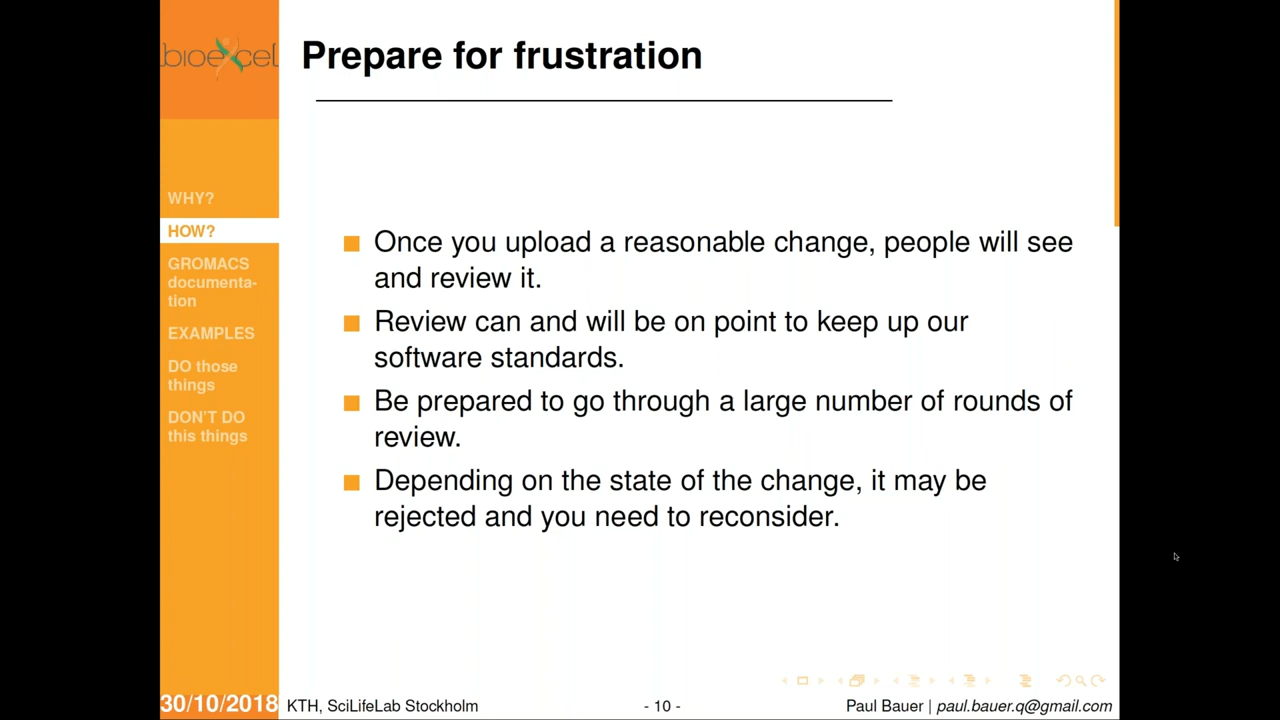 bioexcel
Prepare for frustration
WHY?
HOW?
GROMACS
documenta-
tion
EXAMPLES
DO those
things
DON'T DO
this things
Once you upload a reasonable change, people will see
and review it.
Review can and will be on point to keep up our
software standards.
Be prepared to go through a large number of rounds of
review.
Depending on the state of the change, it may be
rejected and you need to reconsider.
30/10/2018 KTH, SciLifeLab Stockholm - 10 - Paul Bauer | paul.bauer.q@gmail.com